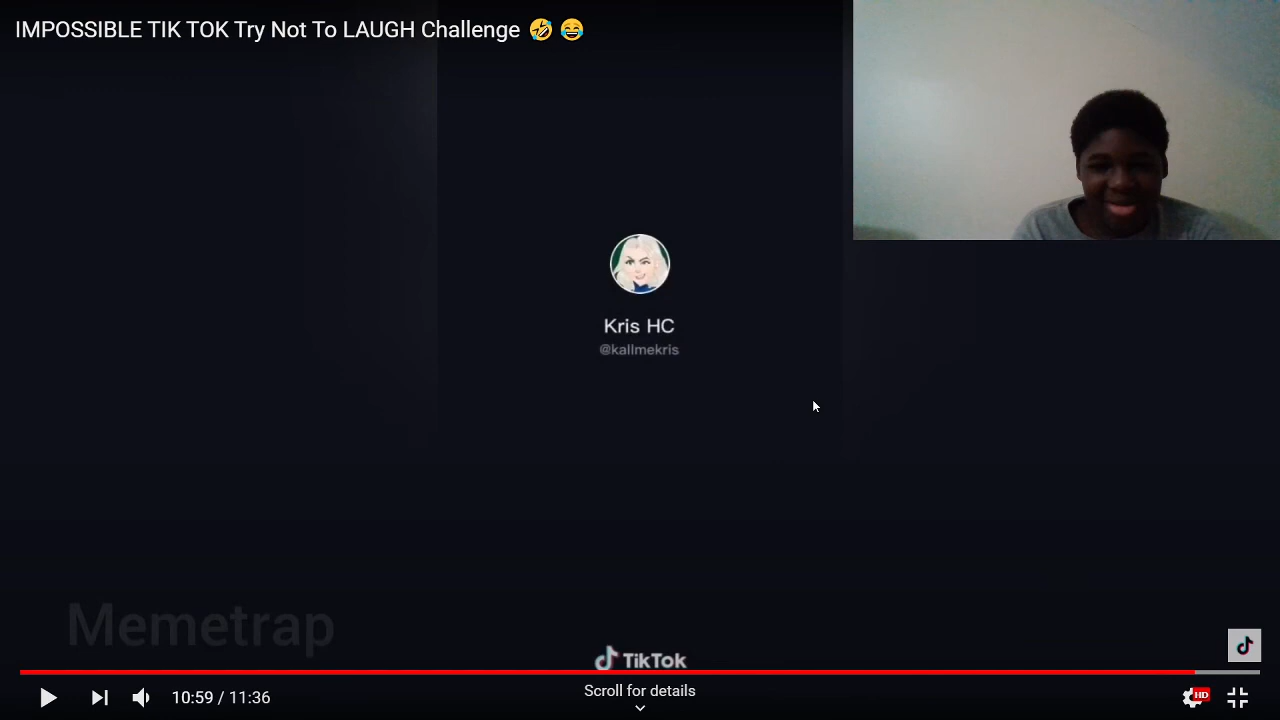 IMPOSSIBLE TIK TOK Try Not To LAUGH Challenge 🤣 😂
Kris HC
@kallmekris
Memetrap
TikTok
10:59 / 11:36
Scroll for details
HD